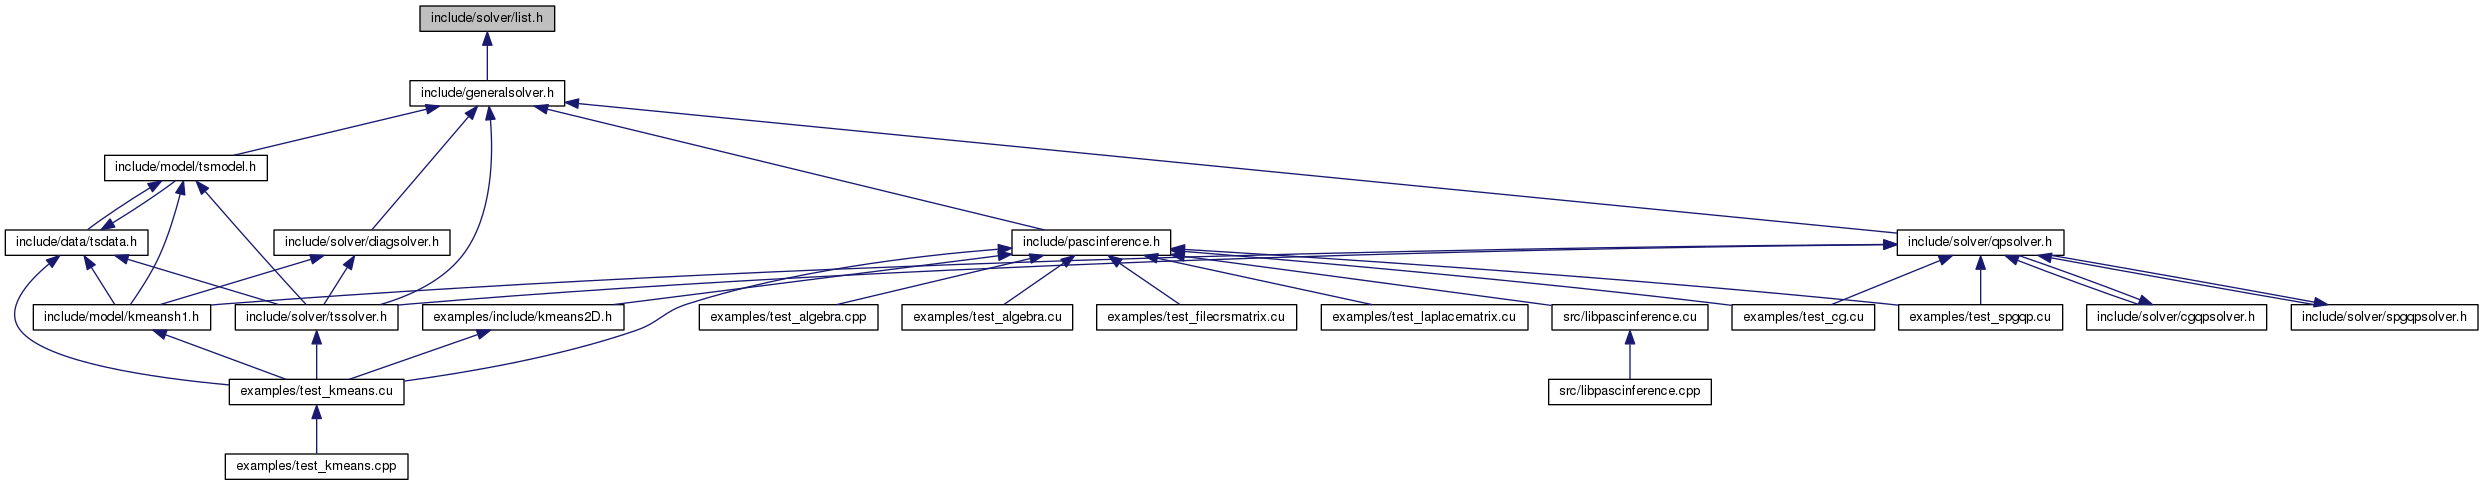 include/solver/list.h
include/generalsolver.h
include/model/tsmodel.h
include/data/tsdata.h
include/solver/diagsolver.h
include/pascinference.h
include/solver/qpsolver.h
include/model/kmeansh1.h
include/solver/tssolver.h
examples/include/kmeans2D.h
examples/test_algebra.cpp
examples/test_algebra.cu
examples/test_filecrsmatrix.cu
examples/test_laplacematrix.cu
src/libpascinference.cu
examples/test_cg.cu
examples/test_spgqp.cu
include/solver/cgqpsolver.h
include/solver/spgqpsolver.h
examples/test_kmeans.cu
src/libpascinference.cpp
examples/test_kmeans.cpp